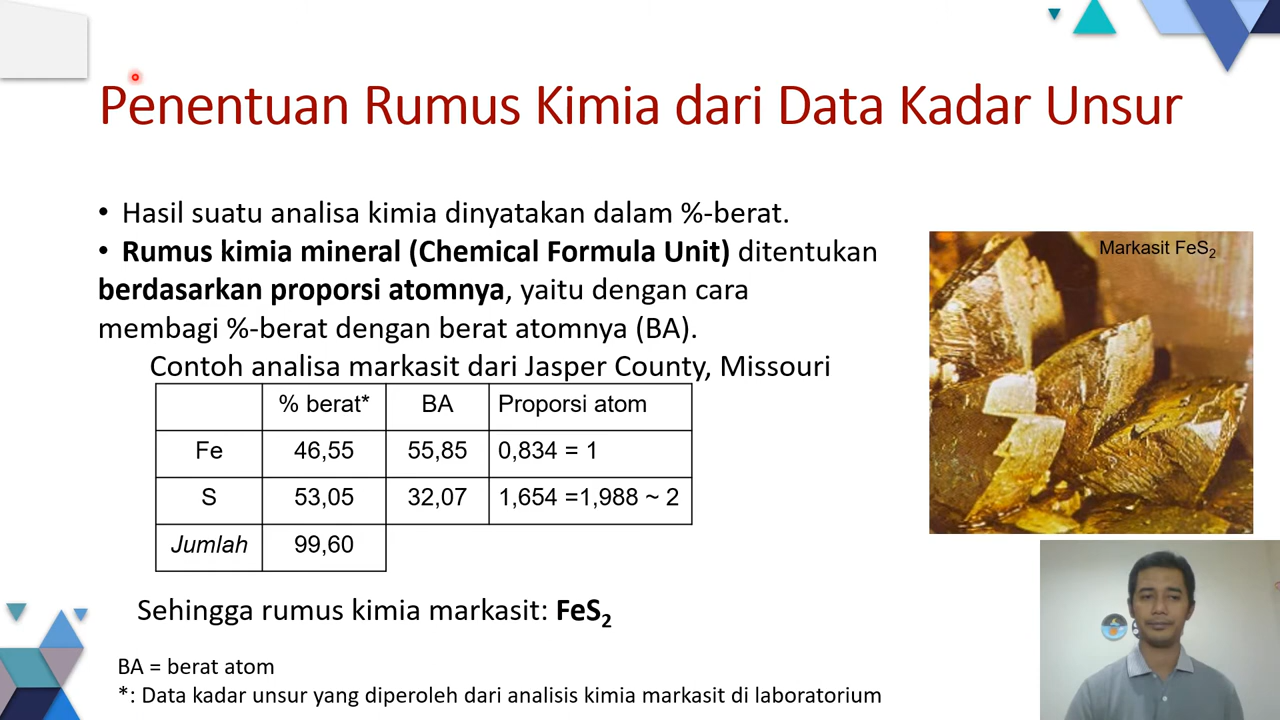 Penentuan Rumus Kimia dari Data Kadar Unsur
• Hasil suatu analisa kimia dinyatakan dalam %-berat.
• Rumus kimia mineral (Chemical Formula Unit) ditentukan
berdasarkan proporsi atomnya, yaitu dengan cara
membagi %-berat dengan berat atomnya (BA).
Contoh analisa markasit dari Jasper County, Missouri
% berat* BA Proporsi atom
Fe 46,55 55,85 0,834 = 1
S 53,05 32,07 1,654 =1,988 ~ 2
Jumlah 99,60
Markasit FeS₂
Sehingga rumus kimia markasit: FeS₂
BA = berat atom
*: Data kadar unsur yang diperoleh dari analisis kimia markasit di laboratorium